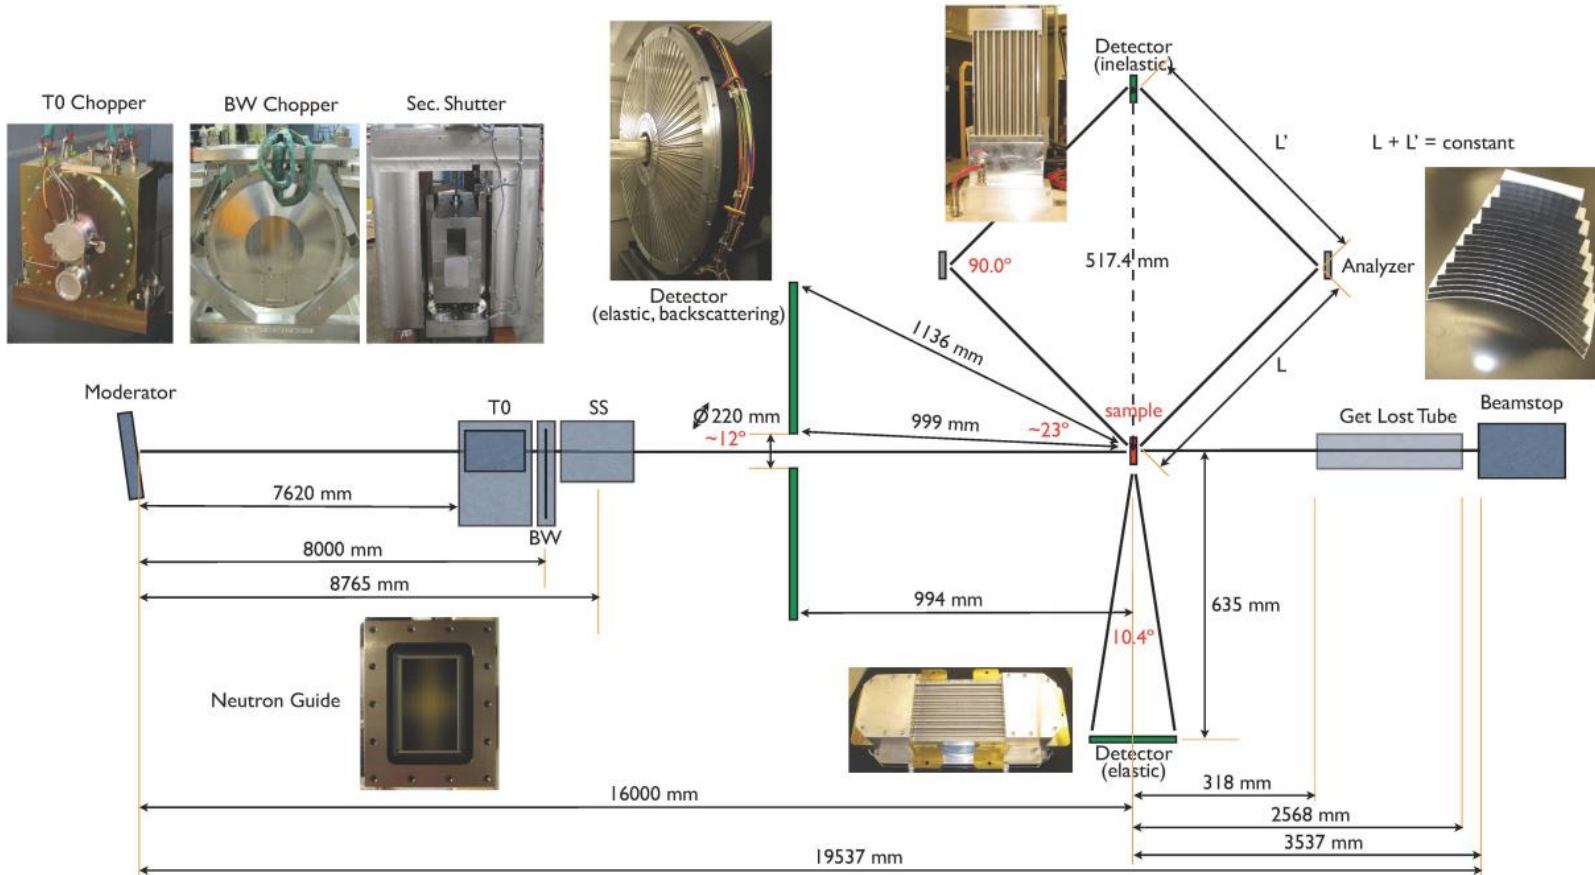 T0 Chopper
BW Chopper
Sec. Shutter
Detector
(inelastic)
L'
L + L' = constant
90.0°
517.4 mm
Analyzer
Detector
(elastic, backscattering)
1136 mm
L
Moderator
T0
SS
Ø 220 mm
~12°
999 mm
~23°
sample
Get Lost Tube
Beamstop
7620 mm
BW
8000 mm
8765 mm
994 mm
635 mm
10.4°
Neutron Guide
Detector
(elastic)
318 mm
16000 mm
2568 mm
3537 mm
19537 mm